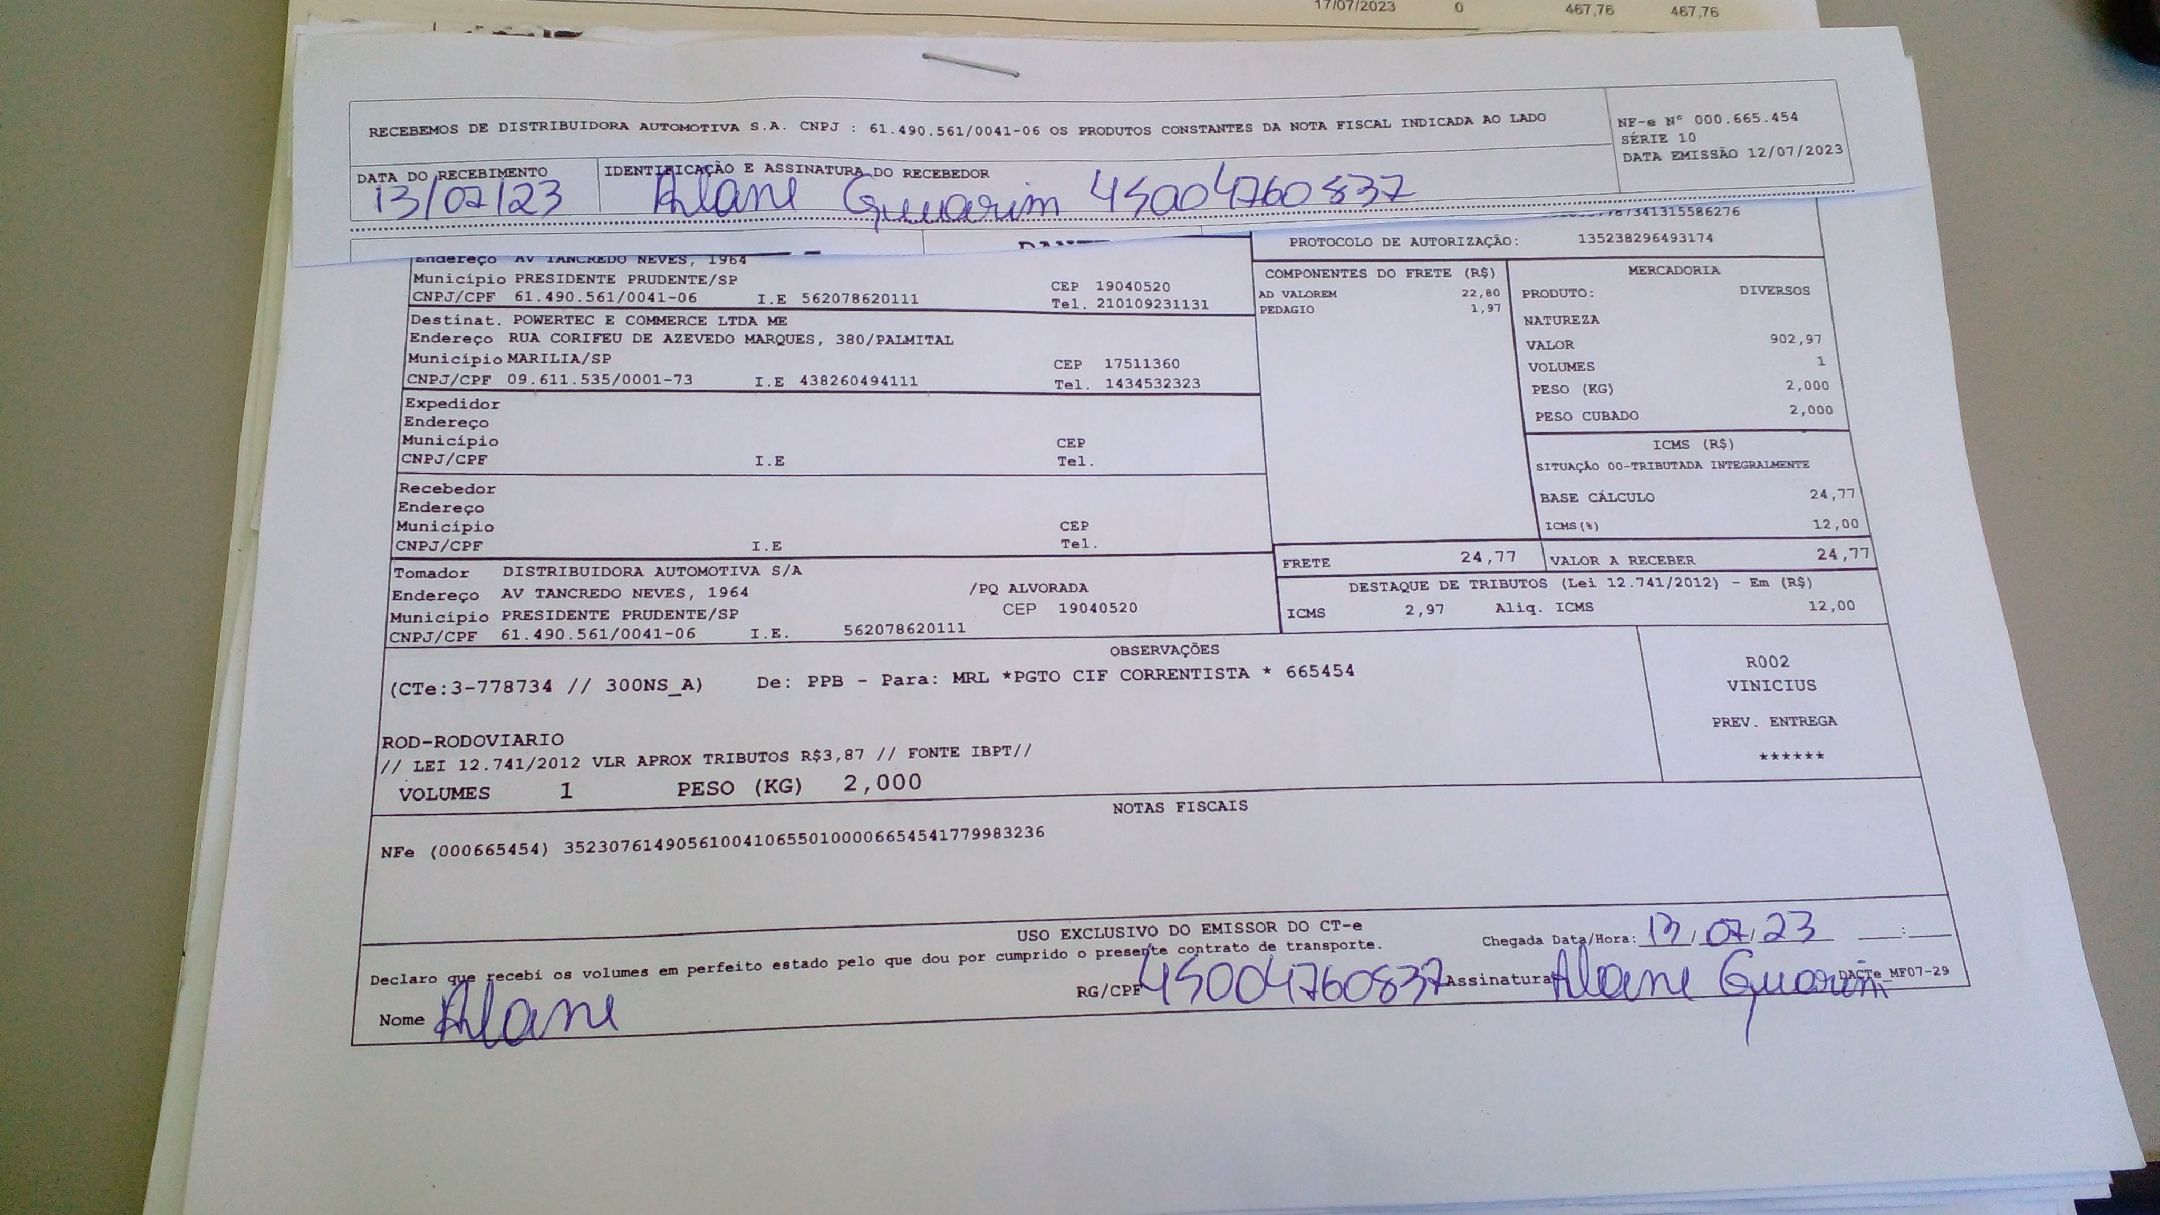 17/07/2023 0 467,76 467,76
RECEBEMOS DE DISTRIBUIDORA AUTOMOTIVA S.A. CNPJ : 61.490.561/0041-06 OS PRODUTOS CONSTANTES DA NOTA FISCAL INDICADA AO LADO
NF-e N° 000.665.454
SÉRIE 10
DATA EMISSÃO 12/07/2023
DATA DO RECEBIMENTO IDENTIFICAÇÃO E ASSINATURA DO RECEBEDOR
13/07/23 Alane Guuarim 45004760837
341315586276
PROTOCOLO DE AUTORIZAÇÃO: 135238296493174
Endereço AV TANCREDO NEVES, 1964
Município PRESIDENTE PRUDENTE/SP CEP 19040520
CNPJ/CPF 61.490.561/0041-06 I.E 562078620111 Tel. 210109231131
Destinat. POWERTEC E COMMERCE LTDA ME
Endereço RUA CORIFEU DE AZEVEDO MARQUES, 380/PALMITAL
Município MARILIA/SP CEP 17511360
CNPJ/CPF 09.611.535/0001-73 I.E 438260494111 Tel. 1434532323
Expedidor
Endereço
Município CEP
CNPJ/CPF I.E Tel.
Recebedor
Endereço
Município CEP
CNPJ/CPF I.E Tel.
Tomador DISTRIBUIDORA AUTOMOTIVA S/A
Endereço AV TANCREDO NEVES, 1964 /PQ ALVORADA
Município PRESIDENTE PRUDENTE/SP CEP 19040520
CNPJ/CPF 61.490.561/0041-06 I.E. 562078620111
COMPONENTES DO FRETE (R$)
AD VALOREM 22,80
PEDAGIO 1,97
MERCADORIA
PRODUTO: DIVERSOS
NATUREZA
VALOR 902,97
VOLUMES 1
PESO (KG) 2,000
PESO CUBADO 2,000
ICMS (R$)
SITUAÇÃO 00-TRIBUTADA INTEGRALMENTE
BASE CÁLCULO 24,77
ICMS(%) 12,00
FRETE 24,77 VALOR A RECEBER 24,77
DESTAQUE DE TRIBUTOS (Lei 12.741/2012) - Em (R$)
ICMS 2,97 Aliq. ICMS 12,00
OBSERVAÇÕES
(CTe:3-778734 // 300NS_A) De: PPB - Para: MRL *PGTO CIF CORRENTISTA * 665454
ROD-RODOVIARIO
// LEI 12.741/2012 VLR APROX TRIBUTOS R$3,87 // FONTE IBPT//
VOLUMES 1 PESO (KG) 2,000
R002
VINICIUS
PREV. ENTREGA
******
NOTAS FISCAIS
NFe (000665454) 35230761490561004106550100006654541779983236
USO EXCLUSIVO DO EMISSOR DO CT-e
Declaro que recebi os volumes em perfeito estado pelo que dou por cumprido o presente contrato de transporte.
Chegada Data/Hora: 13/07/23 __:__
Nome Alane RG/CPF 45004760837 Assinatura Alane Guarim DACTe_MF07-29